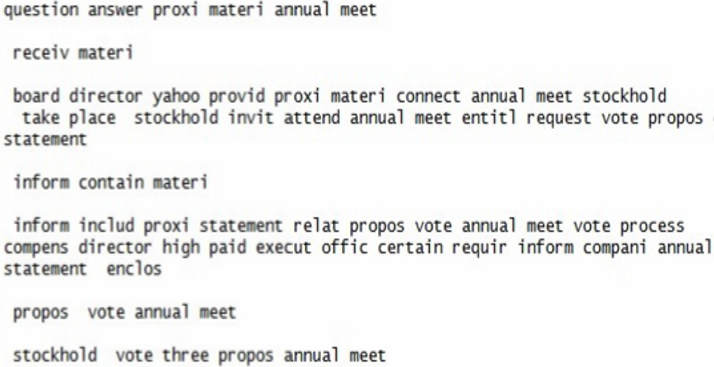 question answer proxi materi annual meet
receiv materi
board director yahoo provid proxi materi connect annual meet stockhold
take place stockhold invit attend annual meet entitl request vote propos
statement
inform contain materi
inform includ proxi statement relat propos vote annual meet vote process
compens director high paid execut offic certain requir inform compani annual
statement enclos
propos vote annual meet
stockhold vote three propos annual meet